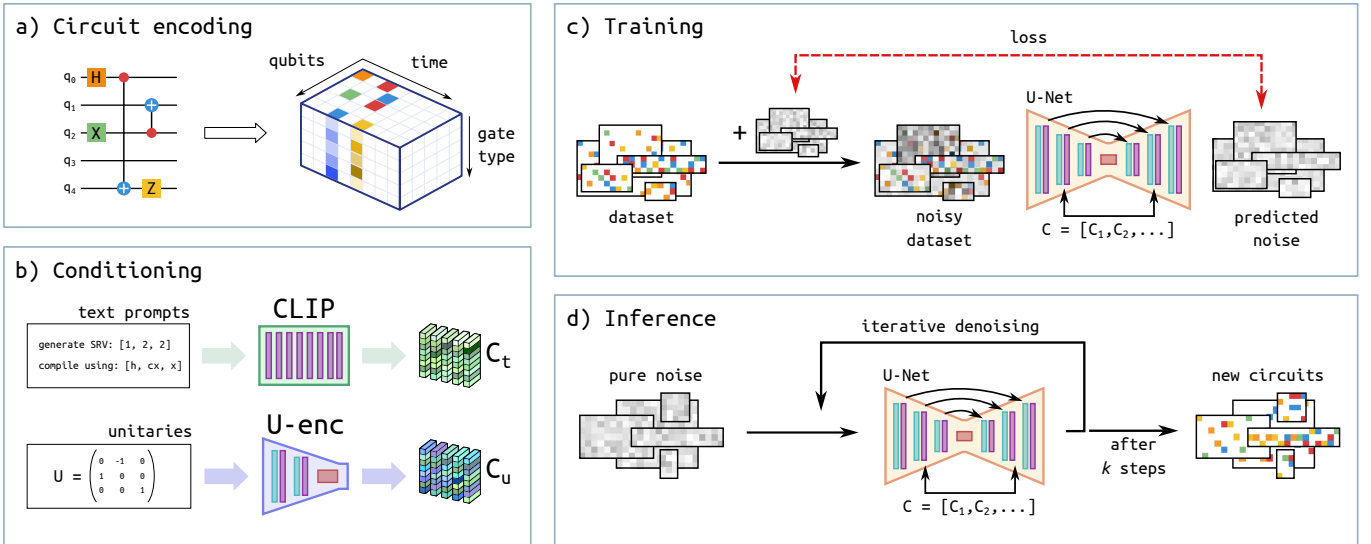 a) Circuit encoding
q₀ H
q₁
q₂ X
q₃
q₄ Z
qubits
time
gate
type
b) Conditioning
text prompts
generate SRV: [1, 2, 2]
compile using: [h, cx, x]
CLIP
Cₜ
unitaries
U = ( 0 -1 0
1 0 0
0 0 1 )
U-enc
Cᵤ
c) Training
loss
+
dataset
noisy
dataset
U-Net
C = [C₁,C₂,...]
predicted
noise
d) Inference
iterative denoising
pure noise
U-Net
C = [C₁,C₂,...]
after
k steps
new circuits